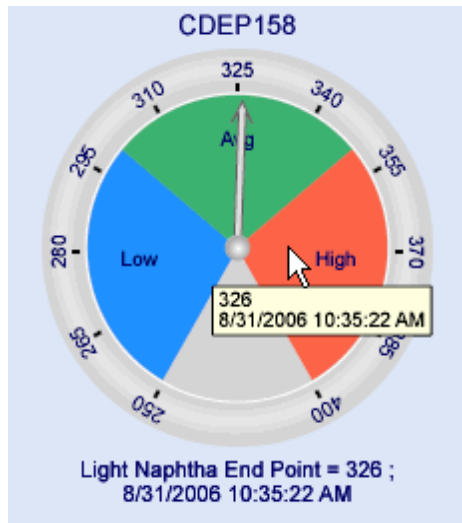 CDEP158
325
310
340
295
355
Avg
280
Low
High
370
326
8/31/2006 10:35:22 AM
265
385
250
400
Light Naphtha End Point = 326 ;
8/31/2006 10:35:22 AM